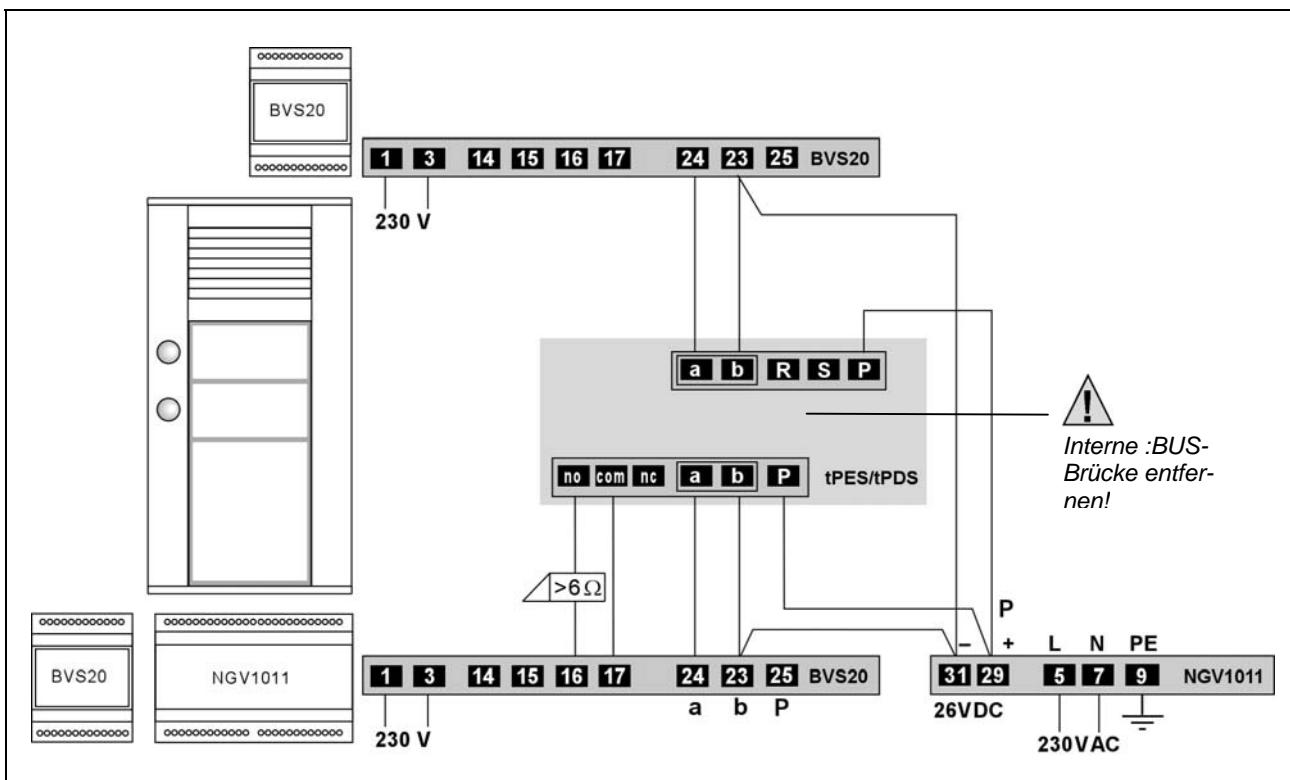 BVS20
1 3 14 15 16 17 24 23 25 BVS20
230 V
a b R S P
Interne :BUS-
Brücke entfer-
nen!
no com nc a b P tPES/tPDS
>6 Ω
P
– + L N PE
BVS20
NGV1011
1 3 14 15 16 17 24 23 25 BVS20
31 29 5 7 9 NGV1011
a b P
26VDC
230 V
230VAC